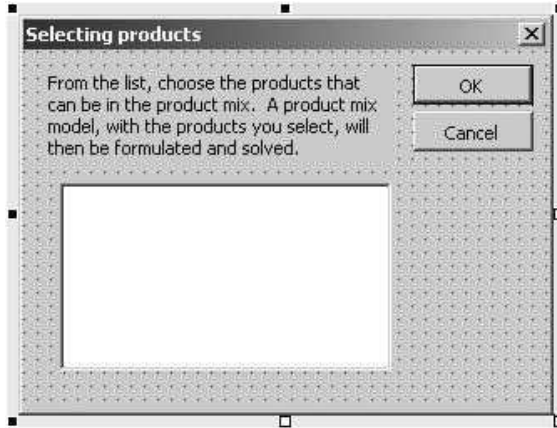 Selecting products
From the list, choose the products that
can be in the product mix. A product mix
model, with the products you select, will
then be formulated and solved.
OK
Cancel